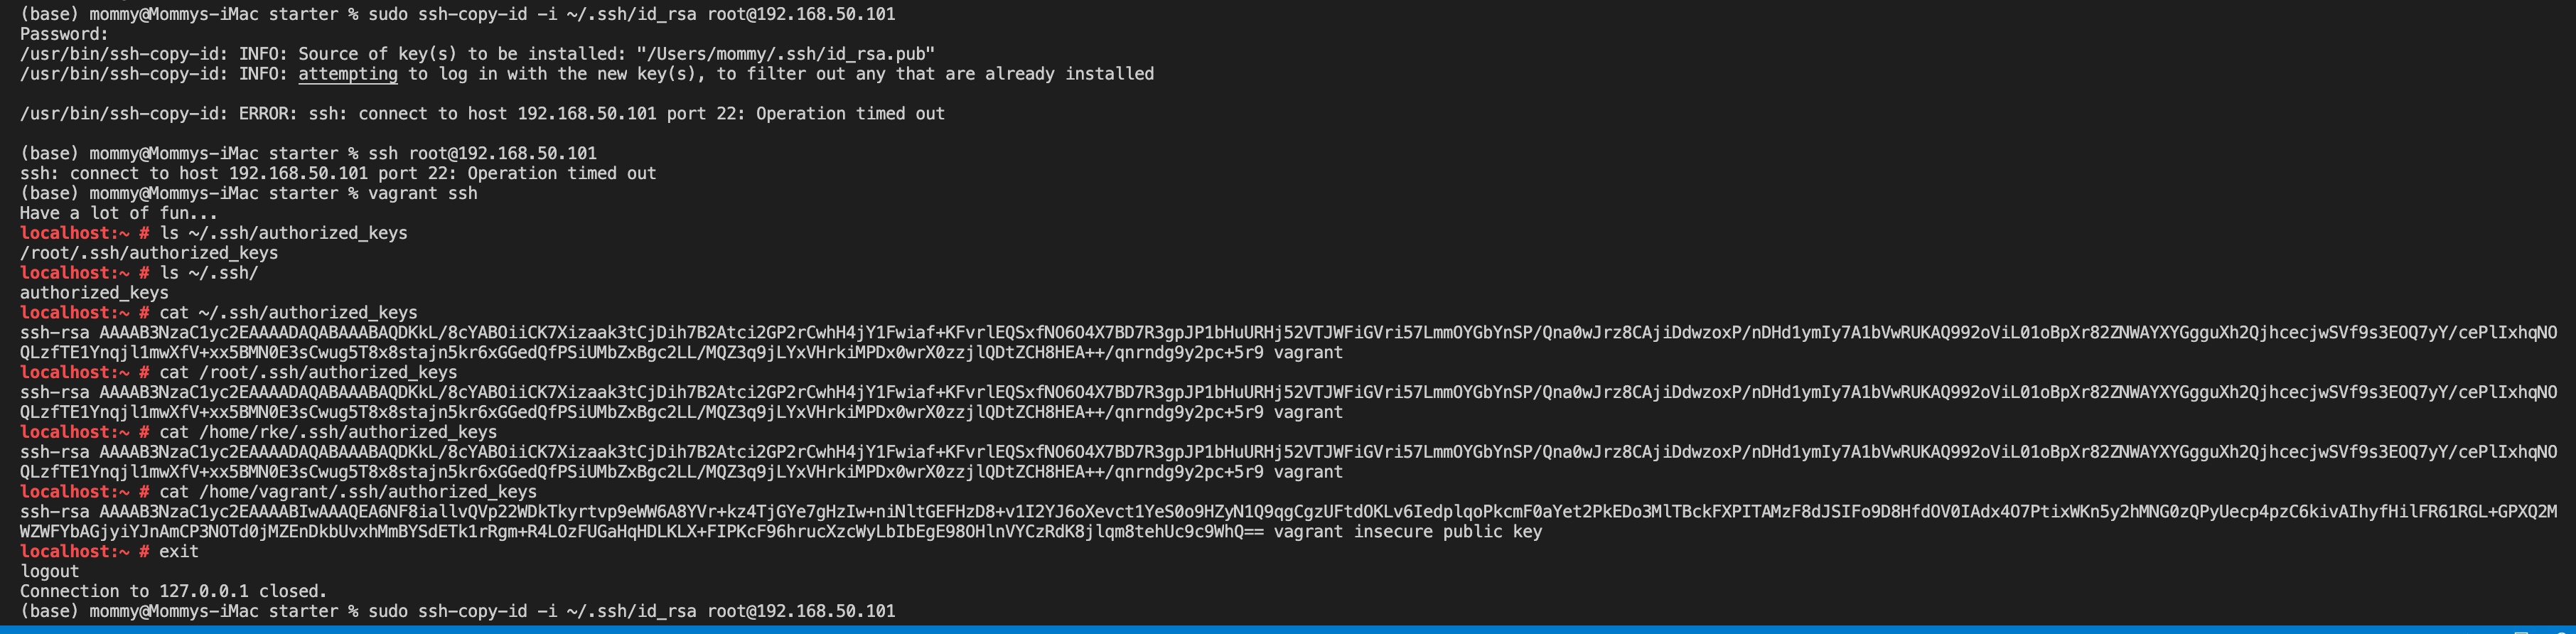 (base) mommy@Mommys-iMac starter % sudo ssh-copy-id -i ~/.ssh/id_rsa root@192.168.50.101
Password:
/usr/bin/ssh-copy-id: INFO: Source of key(s) to be installed: "/Users/mommy/.ssh/id_rsa.pub"
/usr/bin/ssh-copy-id: INFO: attempting to log in with the new key(s), to filter out any that are already installed
/usr/bin/ssh-copy-id: ERROR: ssh: connect to host 192.168.50.101 port 22: Operation timed out
(base) mommy@Mommys-iMac starter % ssh root@192.168.50.101
ssh: connect to host 192.168.50.101 port 22: Operation timed out
(base) mommy@Mommys-iMac starter % vagrant ssh
Have a lot of fun...
localhost:~ # ls ~/.ssh/authorized_keys
/root/.ssh/authorized_keys
localhost:~ # ls ~/.ssh/
authorized_keys
localhost:~ # cat ~/.ssh/authorized_keys
ssh-rsa AAAAB3NzaC1yc2EAAAADAQABAAABAQDKkL/8cYABOiiCK7Xizaak3tCjDih7B2Atci2GP2rCwhH4jY1Fwiaf+KFvrlEQSxfNO6O4X7BD7R3gpJP1bHuURHj52VTJWFiGVri57LmmOYGbYnSP/Qna0wJrz8CAjiDdwzoxP/nDHd1ymIy7A1bVwRUKAQ992oViL01oBpXr82ZNWAYXYGgguXh2QjhcecjwSVf9s3EOQ7yY/cePlIxhqNO
QLzfTE1Ynqjl1mwXfV+xx5BMN0E3sCwug5T8x8stajn5kr6xGGedQfPSiUMbZxBgc2LL/MQZ3q9jLYxVHrkiMPDx0wrX0zzjlQDtZCH8HEA++/qnrndg9y2pc+5r9 vagrant
localhost:~ # cat /root/.ssh/authorized_keys
ssh-rsa AAAAB3NzaC1yc2EAAAADAQABAAABAQDKkL/8cYABOiiCK7Xizaak3tCjDih7B2Atci2GP2rCwhH4jY1Fwiaf+KFvrlEQSxfNO6O4X7BD7R3gpJP1bHuURHj52VTJWFiGVri57LmmOYGbYnSP/Qna0wJrz8CAjiDdwzoxP/nDHd1ymIy7A1bVwRUKAQ992oViL01oBpXr82ZNWAYXYGgguXh2QjhcecjwSVf9s3EOQ7yY/cePlIxhqNO
QLzfTE1Ynqjl1mwXfV+xx5BMN0E3sCwug5T8x8stajn5kr6xGGedQfPSiUMbZxBgc2LL/MQZ3q9jLYxVHrkiMPDx0wrX0zzjlQDtZCH8HEA++/qnrndg9y2pc+5r9 vagrant
localhost:~ # cat /home/rke/.ssh/authorized_keys
ssh-rsa AAAAB3NzaC1yc2EAAAADAQABAAABAQDKkL/8cYABOiiCK7Xizaak3tCjDih7B2Atci2GP2rCwhH4jY1Fwiaf+KFvrlEQSxfNO6O4X7BD7R3gpJP1bHuURHj52VTJWFiGVri57LmmOYGbYnSP/Qna0wJrz8CAjiDdwzoxP/nDHd1ymIy7A1bVwRUKAQ992oViL01oBpXr82ZNWAYXYGgguXh2QjhcecjwSVf9s3EOQ7yY/cePlIxhqNO
QLzfTE1Ynqjl1mwXfV+xx5BMN0E3sCwug5T8x8stajn5kr6xGGedQfPSiUMbZxBgc2LL/MQZ3q9jLYxVHrkiMPDx0wrX0zzjlQDtZCH8HEA++/qnrndg9y2pc+5r9 vagrant
localhost:~ # cat /home/vagrant/.ssh/authorized_keys
ssh-rsa AAAAB3NzaC1yc2EAAAABIwAAAQEA6NF8iallvQVp22WDkTkyrtvp9eWW6A8YVr+kz4TjGYe7gHzIw+niNltGEFHzD8+v1I2YJ6oXevct1YeS0o9HZyN1Q9qgCgzUFtdOKLv6IedplqoPkcmF0aYet2PkEDo3MlTBckFXPITAMzF8dJSIFo9D8HfdOV0IAdx4O7PtixWKn5y2hMNG0zQPyUecp4pzC6kivAIhyfHilFR61RGL+GPXQ2M
WZWFYbAGjyiYJnAmCP3NOTd0jMZEnDkbUvxhMmBYSdETk1rRgm+R4LOzFUGaHqHDLKLX+FIPKcF96hrucXzcWyLbIbEgE98OHlnVYCzRdK8jlqm8tehUc9c9WhQ== vagrant insecure public key
localhost:~ # exit
logout
Connection to 127.0.0.1 closed.
(base) mommy@Mommys-iMac starter % sudo ssh-copy-id -i ~/.ssh/id_rsa root@192.168.50.101